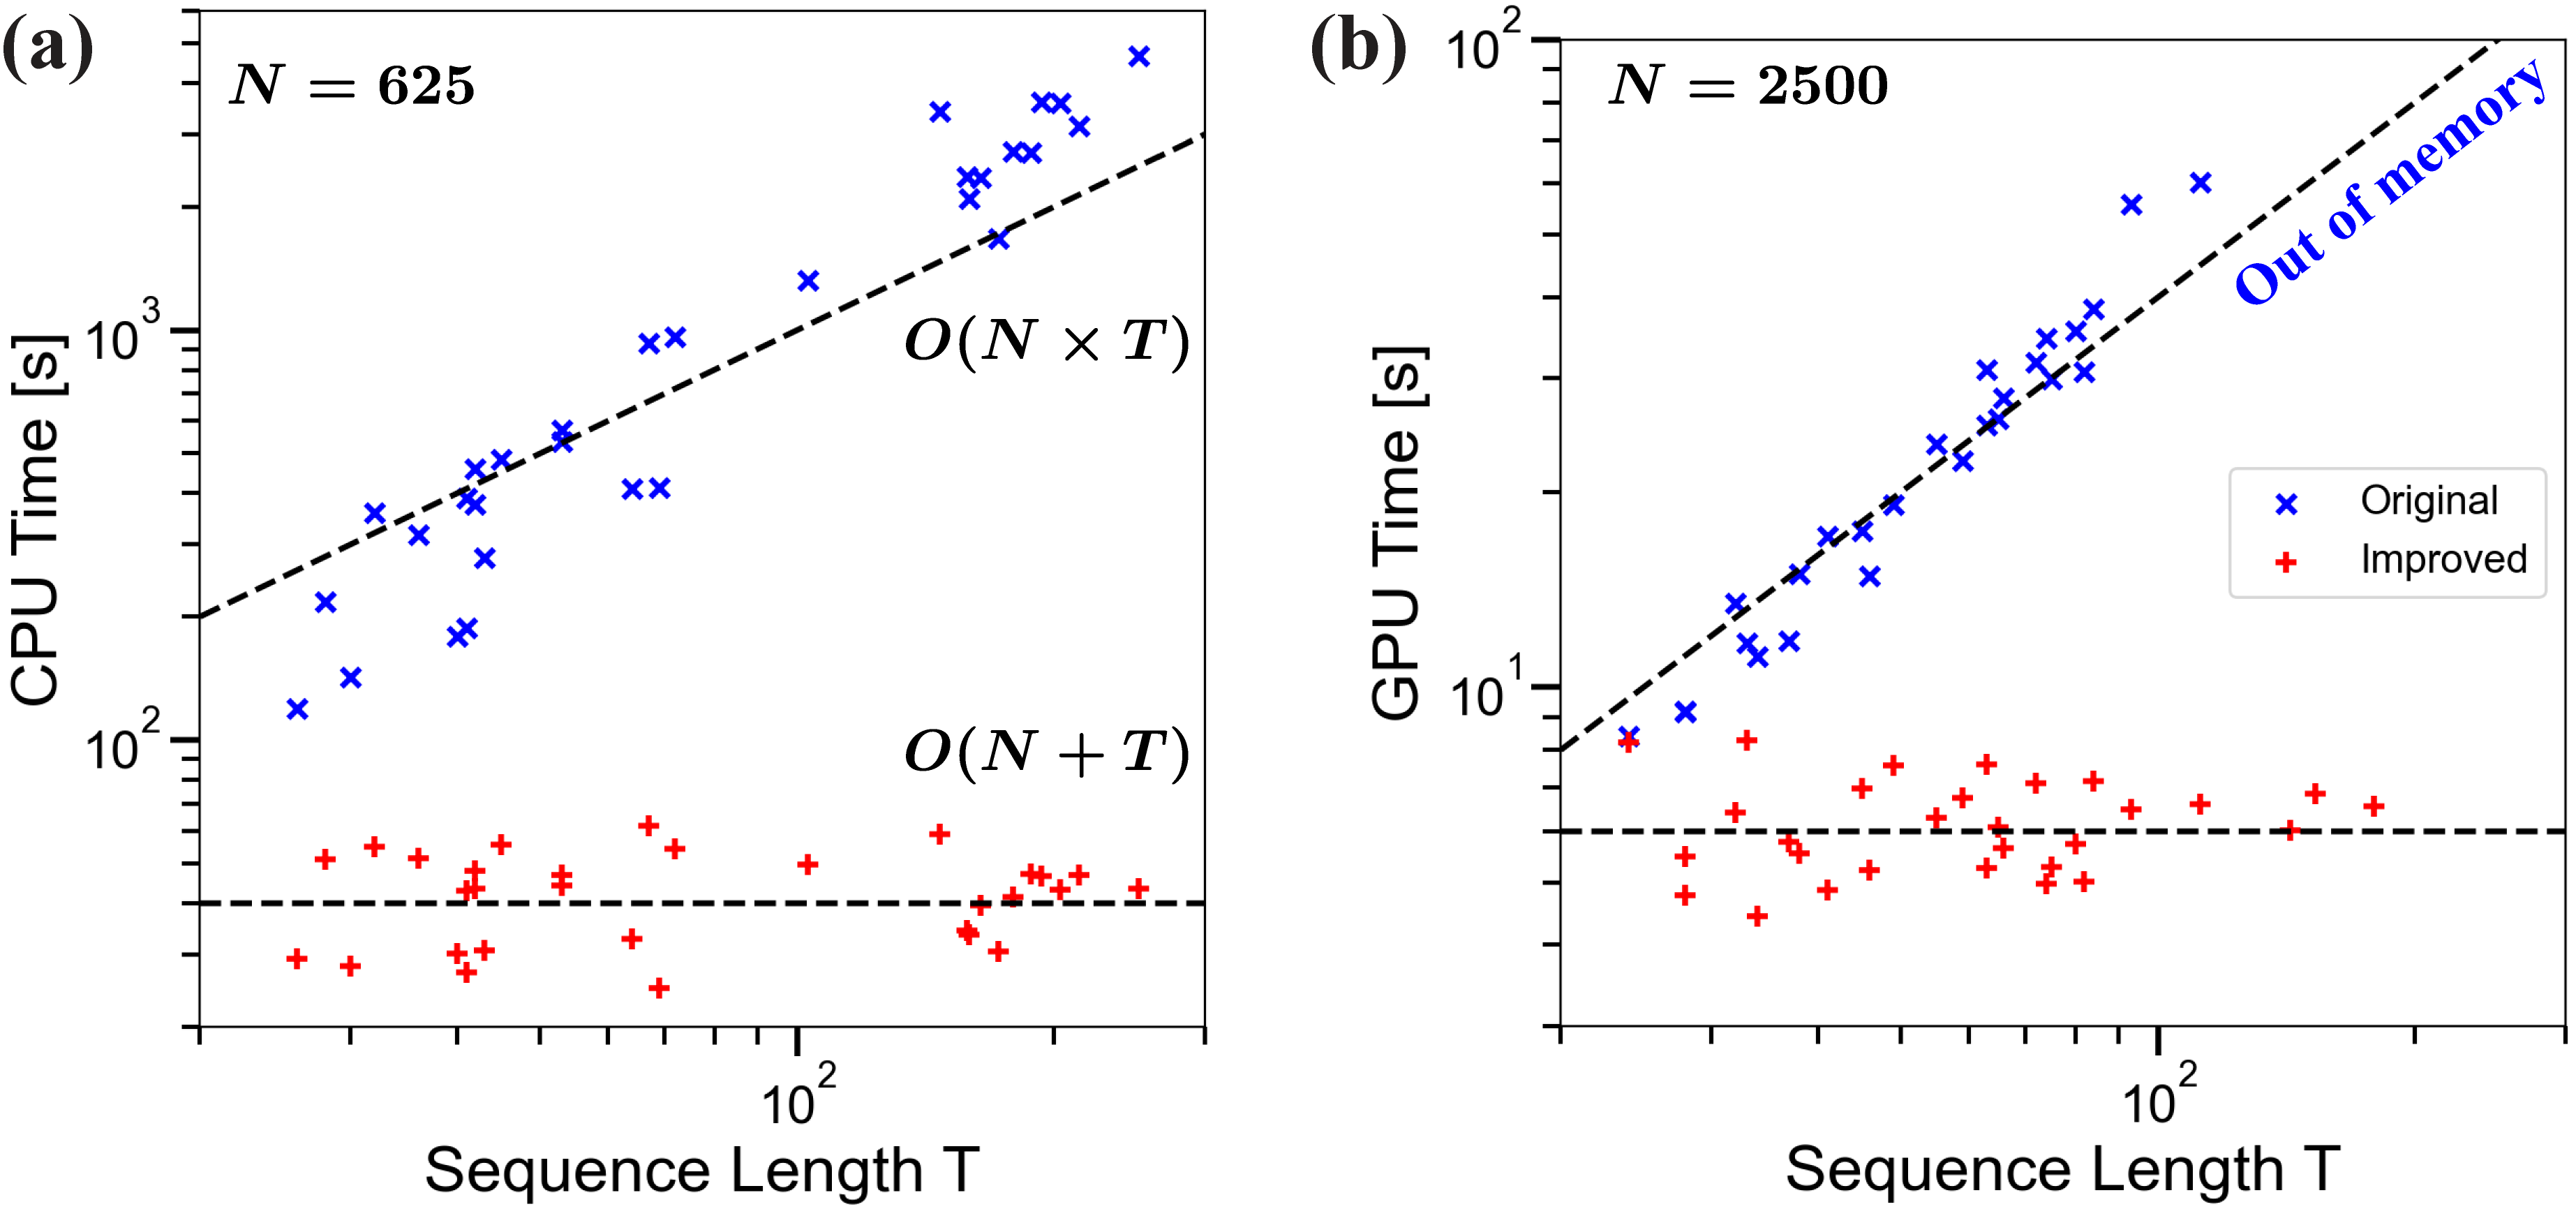 (a)
N = 625
CPU Time [s]
10^3
10^2
O(N × T)
O(N + T)
10^2
Sequence Length T
(b)
N = 2500
GPU Time [s]
10^2
10^1
Out of memory
Original
Improved
10^2
Sequence Length T